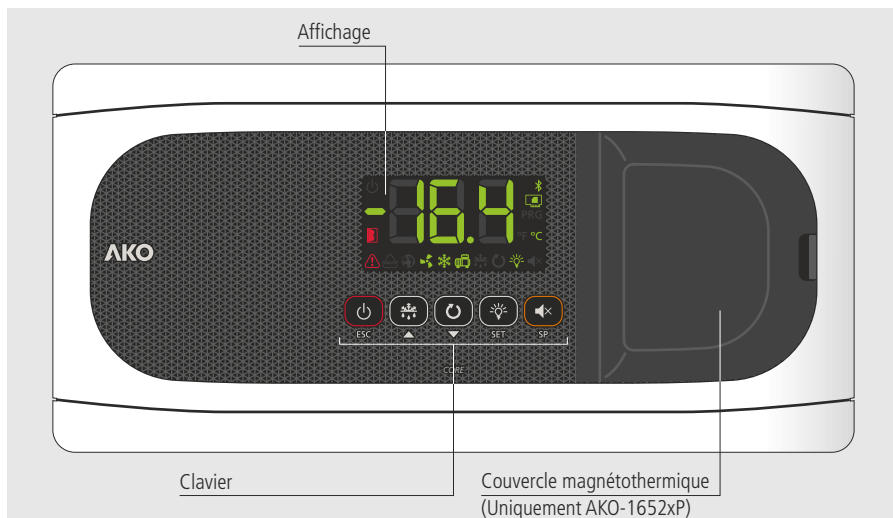 Affichage
-16.4
PRG
°F °C
AKO
ESC
SET
SP
CORE
Clavier
Couvercle magnétothermique
(Uniquement AKO-1652xP)